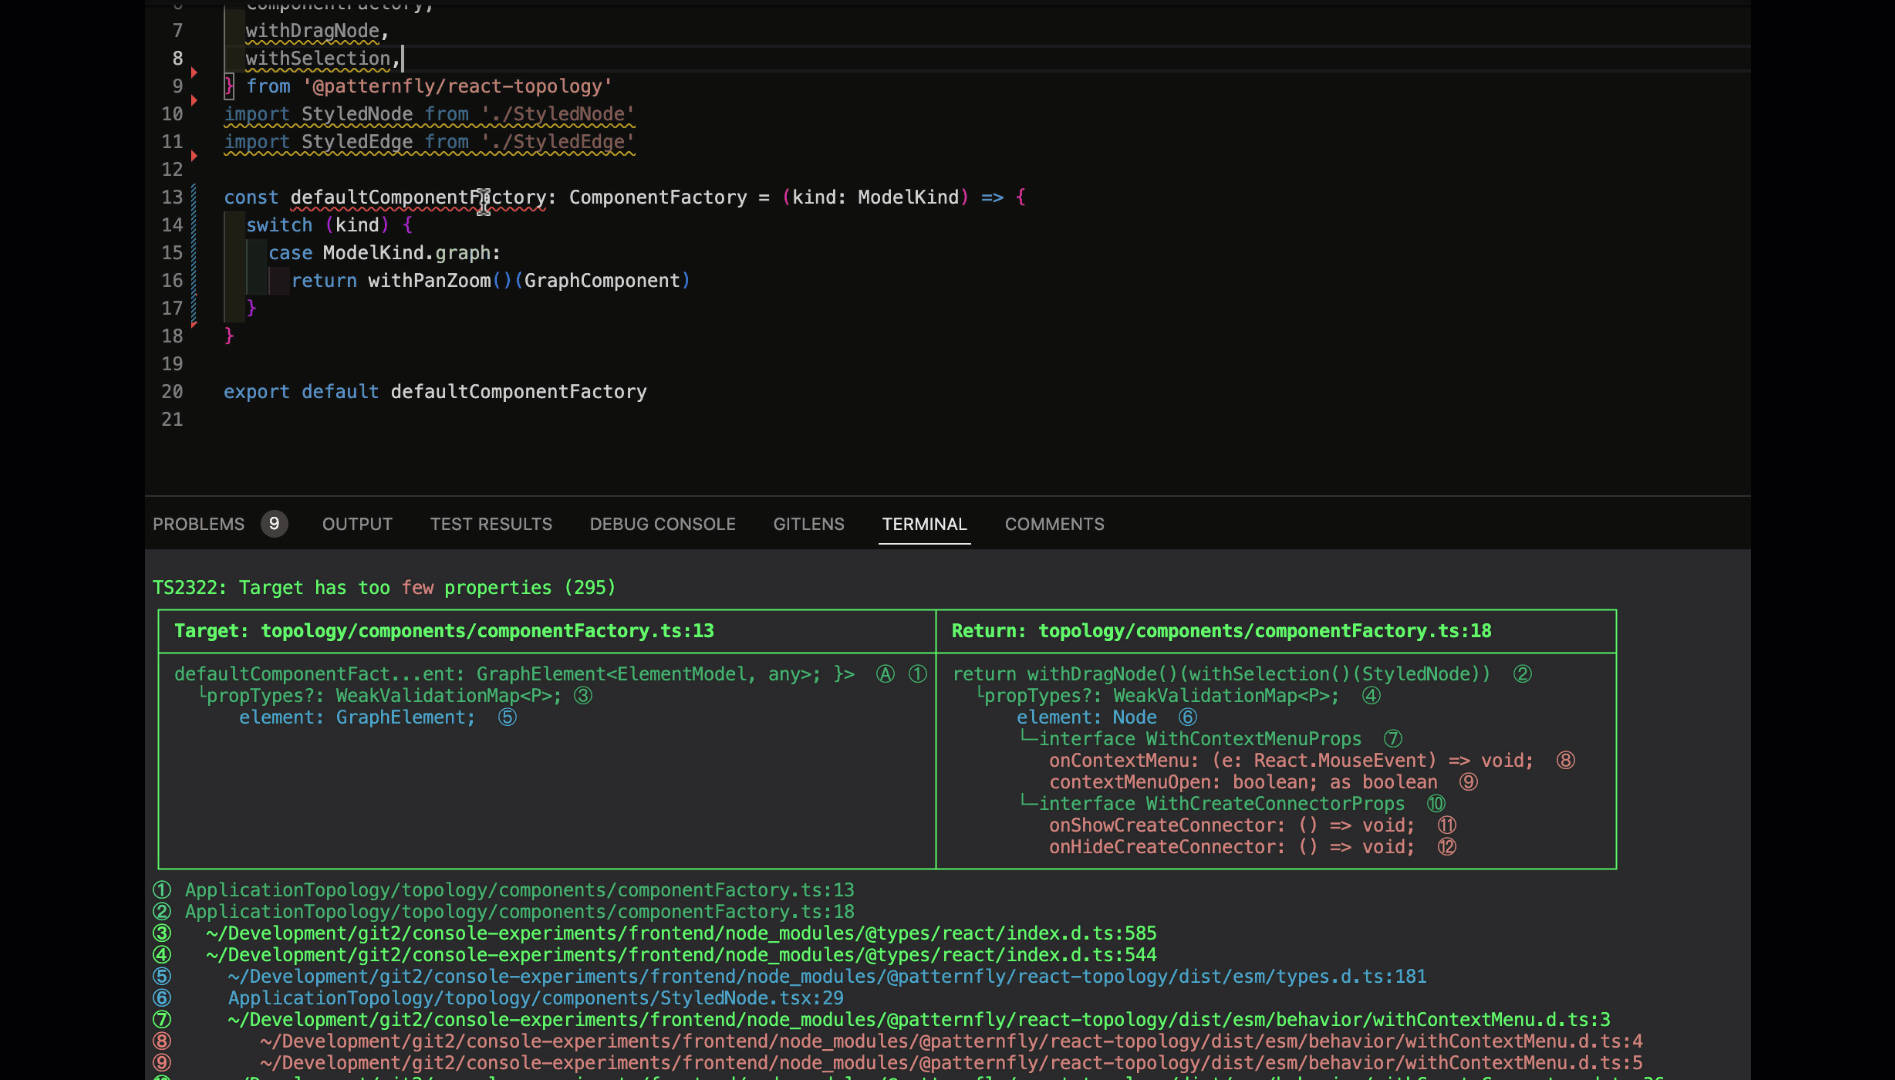 6 ComponentFactory,
7 withDragNode,
8 withSelection,
9 } from '@patternfly/react-topology'
10 import StyledNode from './StyledNode'
11 import StyledEdge from './StyledEdge'
12
13 const defaultComponentFactory: ComponentFactory = (kind: ModelKind) => {
14 switch (kind) {
15 case ModelKind.graph:
16 return withPanZoom()(GraphComponent)
17 }
18 }
19
20 export default defaultComponentFactory
21
PROBLEMS 9 OUTPUT TEST RESULTS DEBUG CONSOLE GITLENS TERMINAL COMMENTS
TS2322: Target has too few properties (295)
Target: topology/components/componentFactory.ts:13 Return: topology/components/componentFactory.ts:18
defaultComponentFact...ent: GraphElement<ElementModel, any>; }> Ⓐ ① return withDragNode()(withSelection()(StyledNode)) ②
└propTypes?: WeakValidationMap<P>; ③ └propTypes?: WeakValidationMap<P>; ④
element: GraphElement; ⑤ element: Node ⑥
└─interface WithContextMenuProps ⑦
onContextMenu: (e: React.MouseEvent) => void; ⑧
contextMenuOpen: boolean; as boolean ⑨
└─interface WithCreateConnectorProps ⑩
onShowCreateConnector: () => void; ⑪
onHideCreateConnector: () => void; ⑫
① ApplicationTopology/topology/components/componentFactory.ts:13
② ApplicationTopology/topology/components/componentFactory.ts:18
③ ~/Development/git2/console-experiments/frontend/node_modules/@types/react/index.d.ts:585
④ ~/Development/git2/console-experiments/frontend/node_modules/@types/react/index.d.ts:544
⑤ ~/Development/git2/console-experiments/frontend/node_modules/@patternfly/react-topology/dist/esm/types.d.ts:181
⑥ ApplicationTopology/topology/components/StyledNode.tsx:29
⑦ ~/Development/git2/console-experiments/frontend/node_modules/@patternfly/react-topology/dist/esm/behavior/withContextMenu.d.ts:3
⑧ ~/Development/git2/console-experiments/frontend/node_modules/@patternfly/react-topology/dist/esm/behavior/withContextMenu.d.ts:4
⑨ ~/Development/git2/console-experiments/frontend/node_modules/@patternfly/react-topology/dist/esm/behavior/withContextMenu.d.ts:5